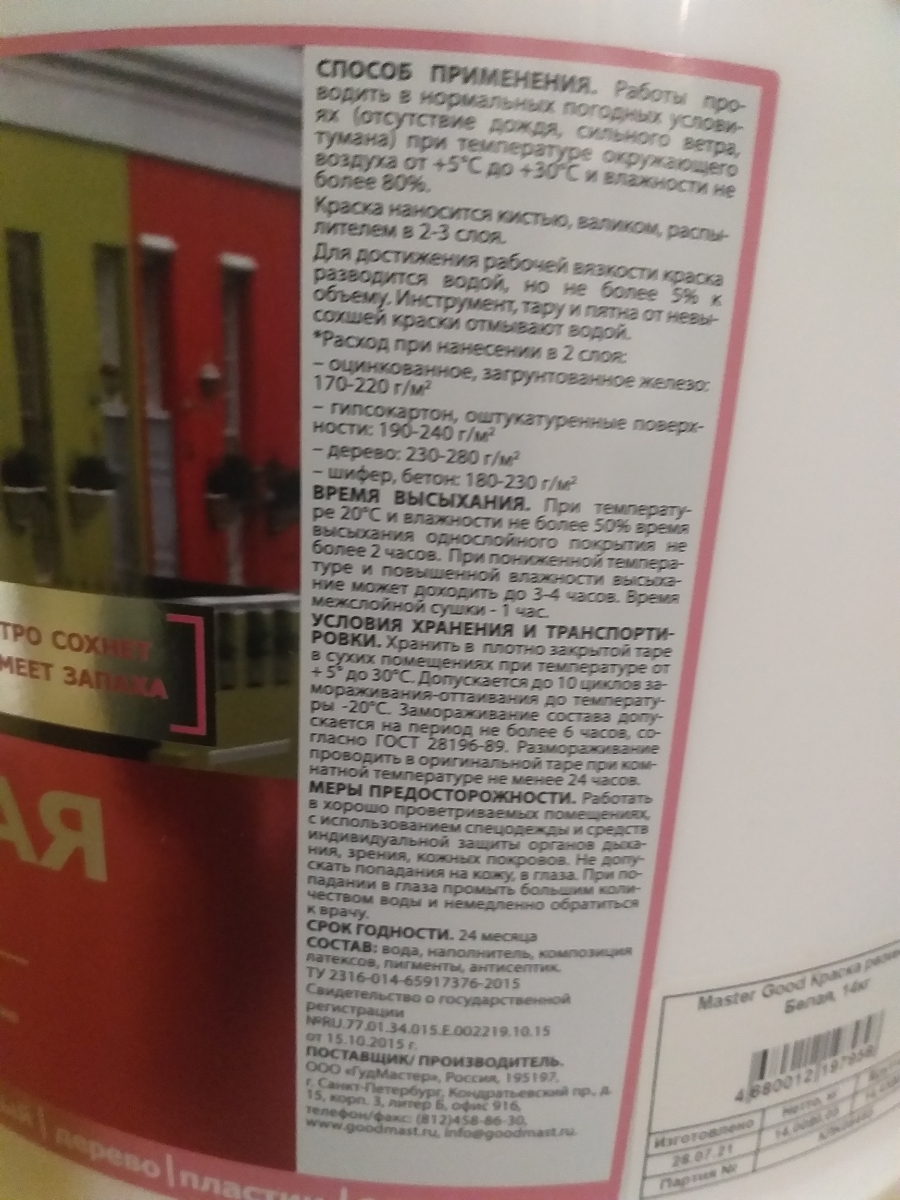 СПОСОБ ПРИМЕНЕНИЯ. Работы про-
водить в нормальных погодных услови-
ях (отсутствие дождя, сильного ветра,
тумана) при температуре окружающего
воздуха от +5°С до +30°С и влажности не
более 80%.
Краска наносится кистью, валиком, распы-
лителем в 2-3 слоя.
Для достижения рабочей вязкости краска
разводится водой, но не более 5% к
объему. Инструмент, тару и пятна от невы-
сохшей краски отмывают водой.
*Расход при нанесении в 2 слоя:
– оцинкованное, загрунтованное железо:
170-220 г/м²
– гипсокартон, оштукатуренные поверх-
ности: 190-240 г/м²
– дерево: 230-280 г/м²
– шифер, бетон: 180-230 г/м²
ВРЕМЯ ВЫСЫХАНИЯ. При температу-
ре 20°С и влажности не более 50% время
высыхания однослойного покрытия не
более 2 часов. При пониженной темпера-
туре и повышенной влажности высыха-
ние может доходить до 3-4 часов. Время
межслойной сушки - 1 час.
УСЛОВИЯ ХРАНЕНИЯ И ТРАНСПОРТИ-
РОВКИ. Хранить в плотно закрытой таре
в сухих помещениях при температуре от
+ 5° до 30°С. Допускается до 10 циклов за-
мораживания-оттаивания до температу-
ры -20°С. Замораживание состава допу-
скается на период не более 6 часов, со-
гласно ГОСТ 28196-89. Размораживание
проводить в оригинальной таре при ком-
натной температуре не менее 24 часов.
МЕРЫ ПРЕДОСТОРОЖНОСТИ. Работать
в хорошо проветриваемых помещениях,
с использованием спецодежды и средств
индивидуальной защиты органов дыха-
ния, зрения, кожных покровов. Не допу-
скать попадания на кожу, в глаза. При по-
падании в глаза промыть большим коли-
чеством воды и немедленно обратиться
к врачу.
СРОК ГОДНОСТИ. 24 месяца
СОСТАВ: вода, наполнитель, композиция
латексов, пигменты, антисептик.
ТУ 2316-014-65917376-2015
Свидетельство о государственной
регистрации
№RU.77.01.34.015.Е.002219.10.15
от 15.10.2015 г.
ПОСТАВЩИК/ ПРОИЗВОДИТЕЛЬ.
ООО «ГудМастер», Россия, 195197,
г. Санкт-Петербург, Кондратьевский пр., д.
15, корп. 3, литер Б, офис 916,
телефон/факс: (812)458-86-30,
www.goodmast.ru, info@goodmast.ru.
ТРО СОХНЕТ
МЕЕТ ЗАПАХА
АЯ
дерево | пластик
Master Good Краска рези
Белая, 14кг
4 680012 197958
Изготовлено
Нетто, кг
28.07.21
Партия №